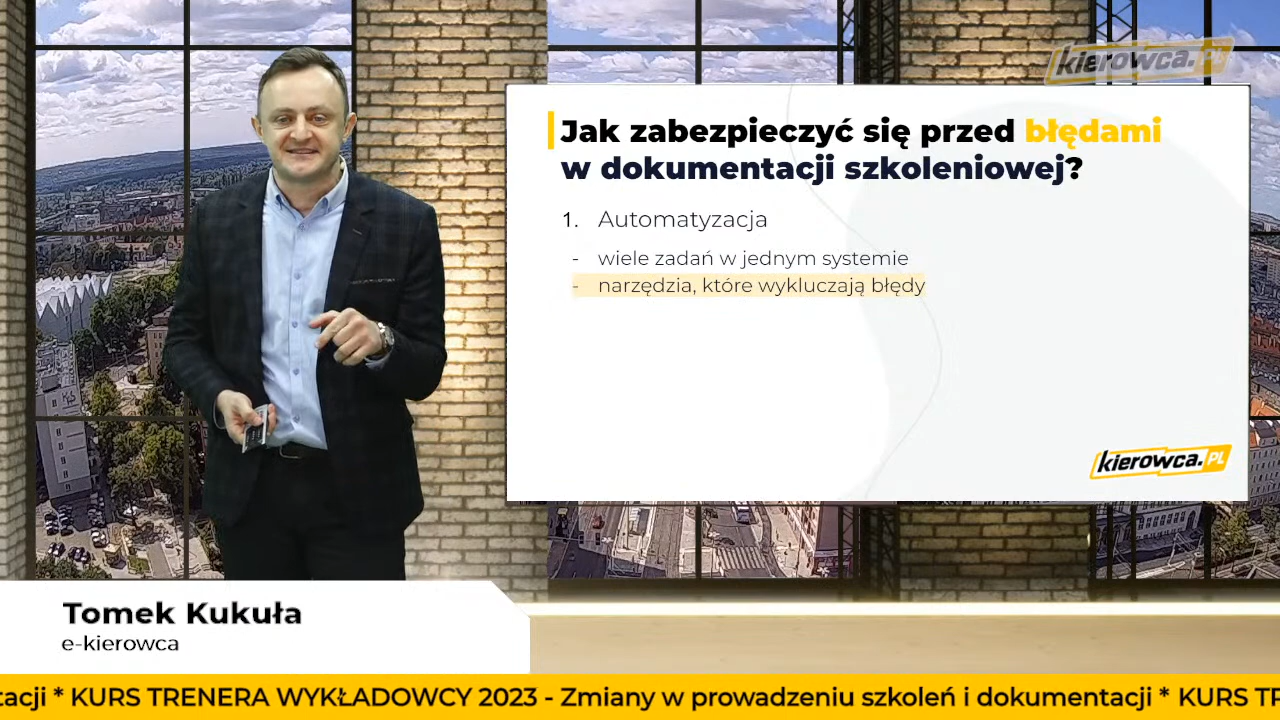 kierowca.PL
Jak zabezpieczyć się przed błędami
w dokumentacji szkoleniowej?
1. Automatyzacja
- wiele zadań w jednym systemie
- narzędzia, które wykluczają błędy
kierowca.PL
Tomek Kukuła
e-kierowca
tacji * KURS TRENERA WYKŁADOWCY 2023 - Zmiany w prowadzeniu szkoleń i dokumentacji * KURS TR